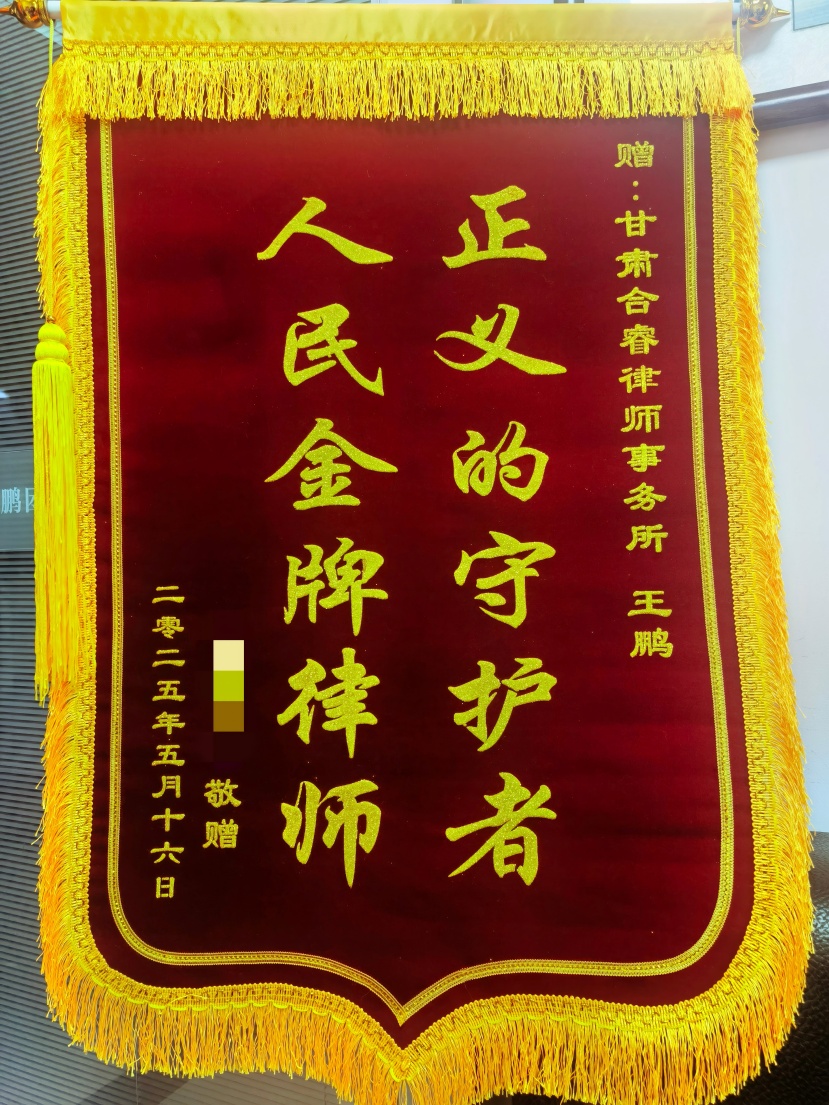 赠：甘肃合睿律师事务所 王鹏
正义的守护者
人民金牌律师
敬赠
二零二五年五月十六日
鹏